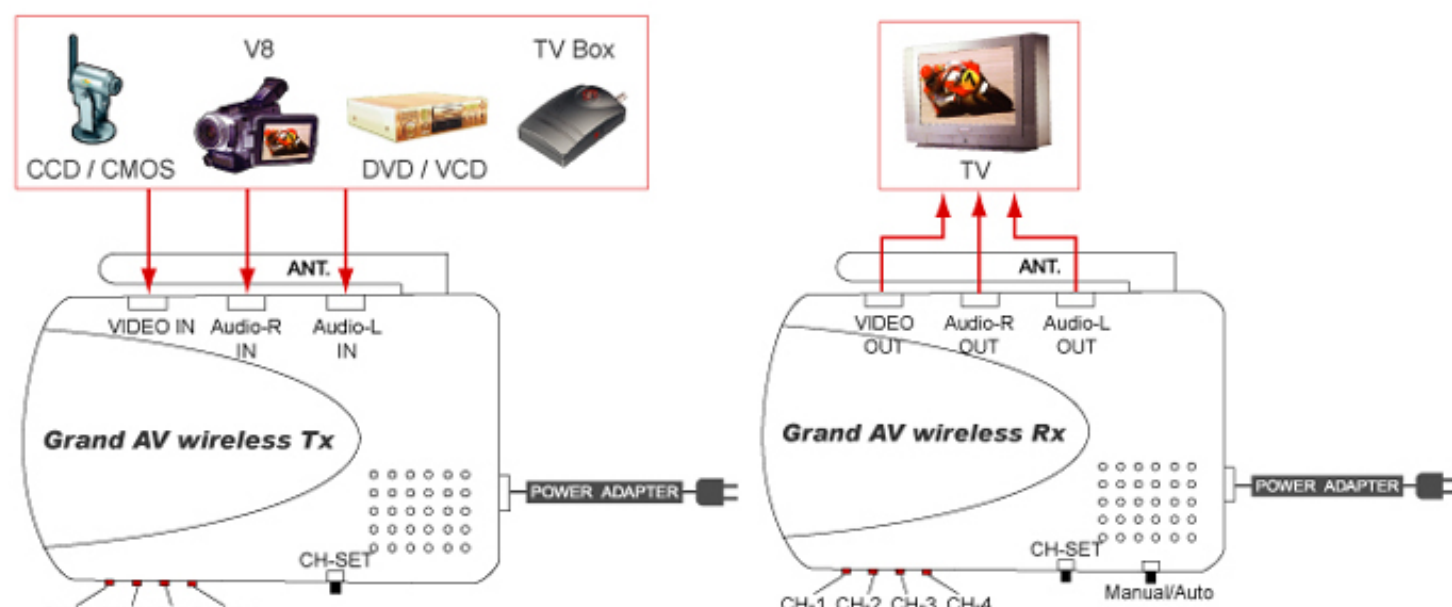 V8
TV Box
CCD / CMOS
DVD / VCD
ANT.
VIDEO IN
Audio-R
IN
Audio-L
IN
Grand AV wireless Tx
POWER ADAPTER
CH-SET
TV
ANT.
VIDEO
OUT
Audio-R
OUT
Audio-L
OUT
Grand AV wireless Rx
POWER ADAPTER
CH-SET
Manual/Auto
CH-1 CH-2 CH-3 CH-4